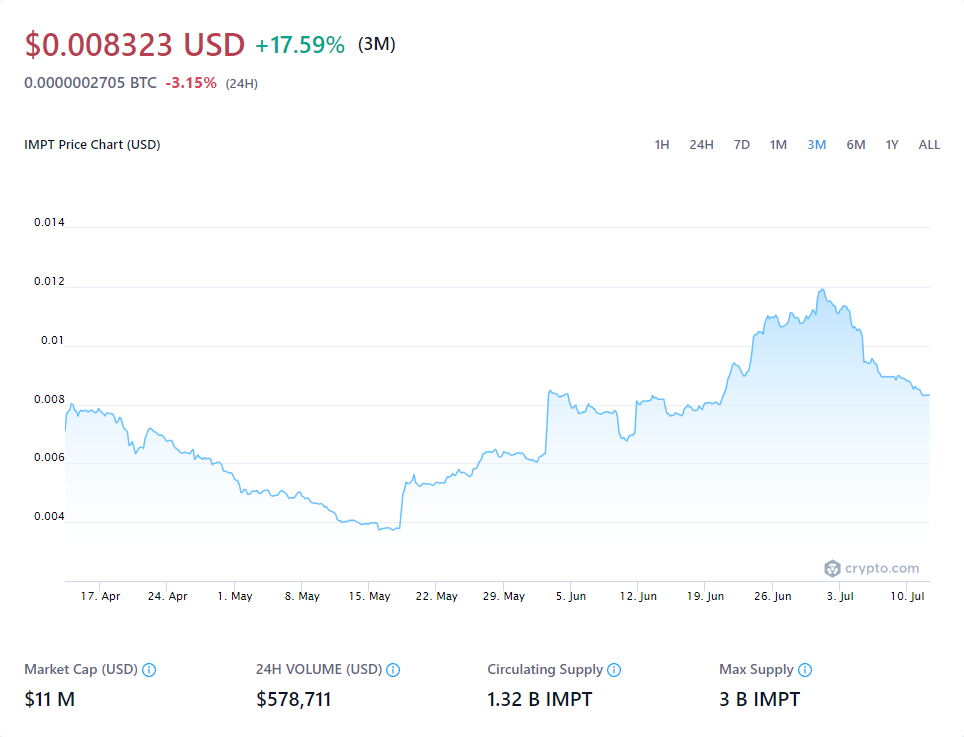 $0.008323 USD +17.59% (3M)
0.0000002705 BTC -3.15% (24H)
IMPT Price Chart (USD) 1H 24H 7D 1M 3M 6M 1Y ALL
0.014
0.012
0.01
0.008
0.006
0.004
crypto.com
17. Apr 24. Apr 1. May 8. May 15. May 22. May 29. May 5. Jun 12. Jun 19. Jun 26. Jun 3. Jul 10. Jul
Market Cap (USD) 24H VOLUME (USD) Circulating Supply Max Supply
$11 M $578,711 1.32 B IMPT 3 B IMPT